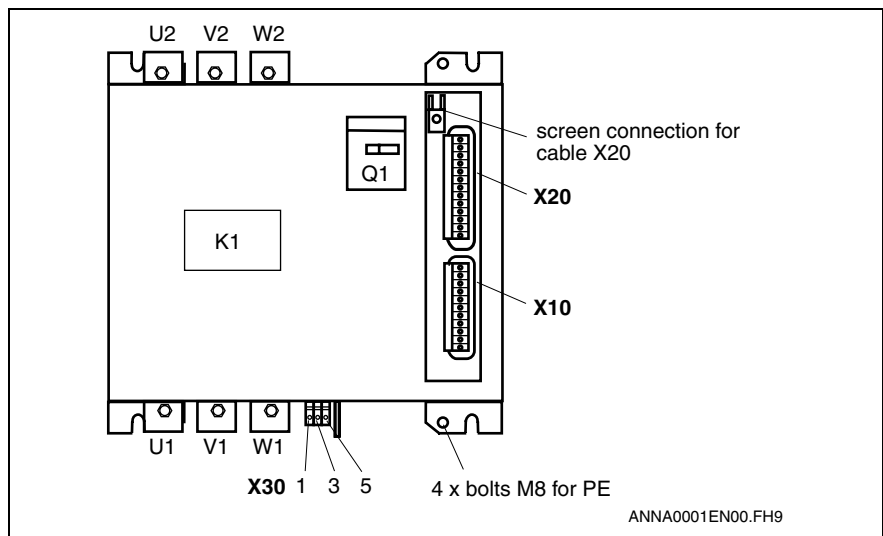 U2 V2 W2
screen connection for
cable X20
Q1
X20
K1
X10
U1 V1 W1
X30 1 3 5
4 x bolts M8 for PE
ANNA0001EN00.FH9